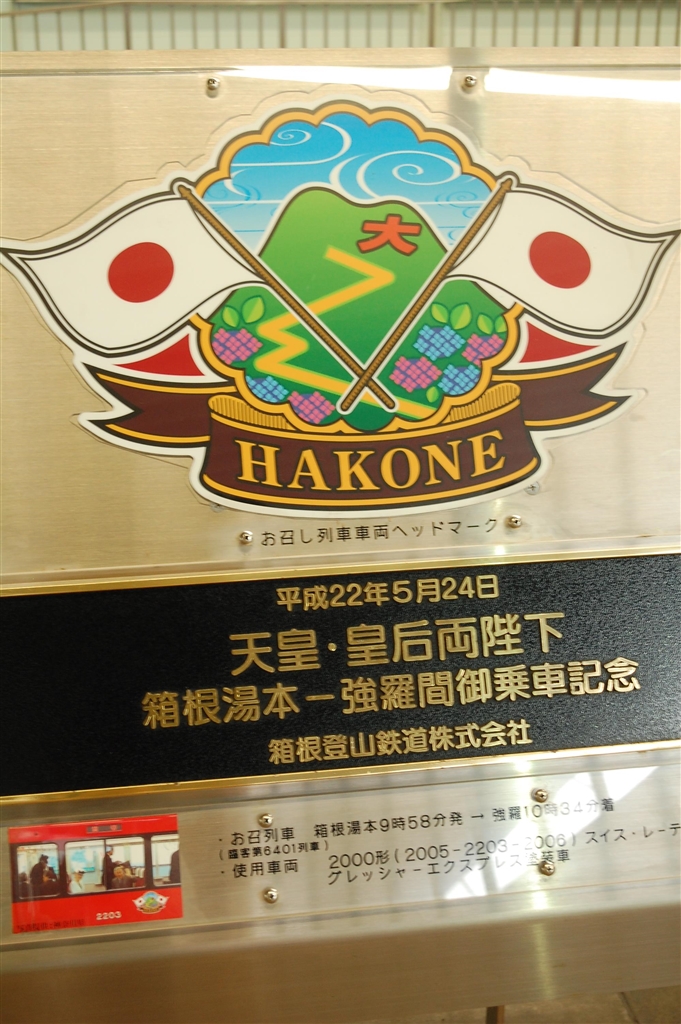 大
HAKONE
お召し列車車両ヘッドマーク
平成22年5月24日
天皇・皇后両陛下
箱根湯本−強羅間御乗車記念
箱根登山鉄道株式会社
・お召列車 箱根湯本9時58分発 → 強羅10時34分着
(臨客第6401列車)
・使用車両 2000形(2005-2203-2006) スイス・レーテ
グレッシャーエクスプレス塗装車
2203